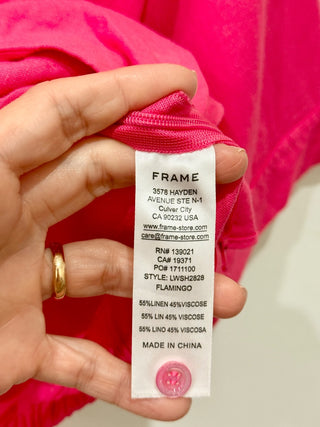 FRAME
3578 HAYDEN
AVENUE STE N-1
Culver City
CA 90232 USA
www.frame-store.com
care@frame-store.com
RN# 139021
CA# 19371
PO# 1711100
STYLE: LWSH2828
FLAMINGO
55%LINEN 45%VISCOSE
55% LIN 45% VISCOSE
55% LINO 45% VISCOSA
MADE IN CHINA